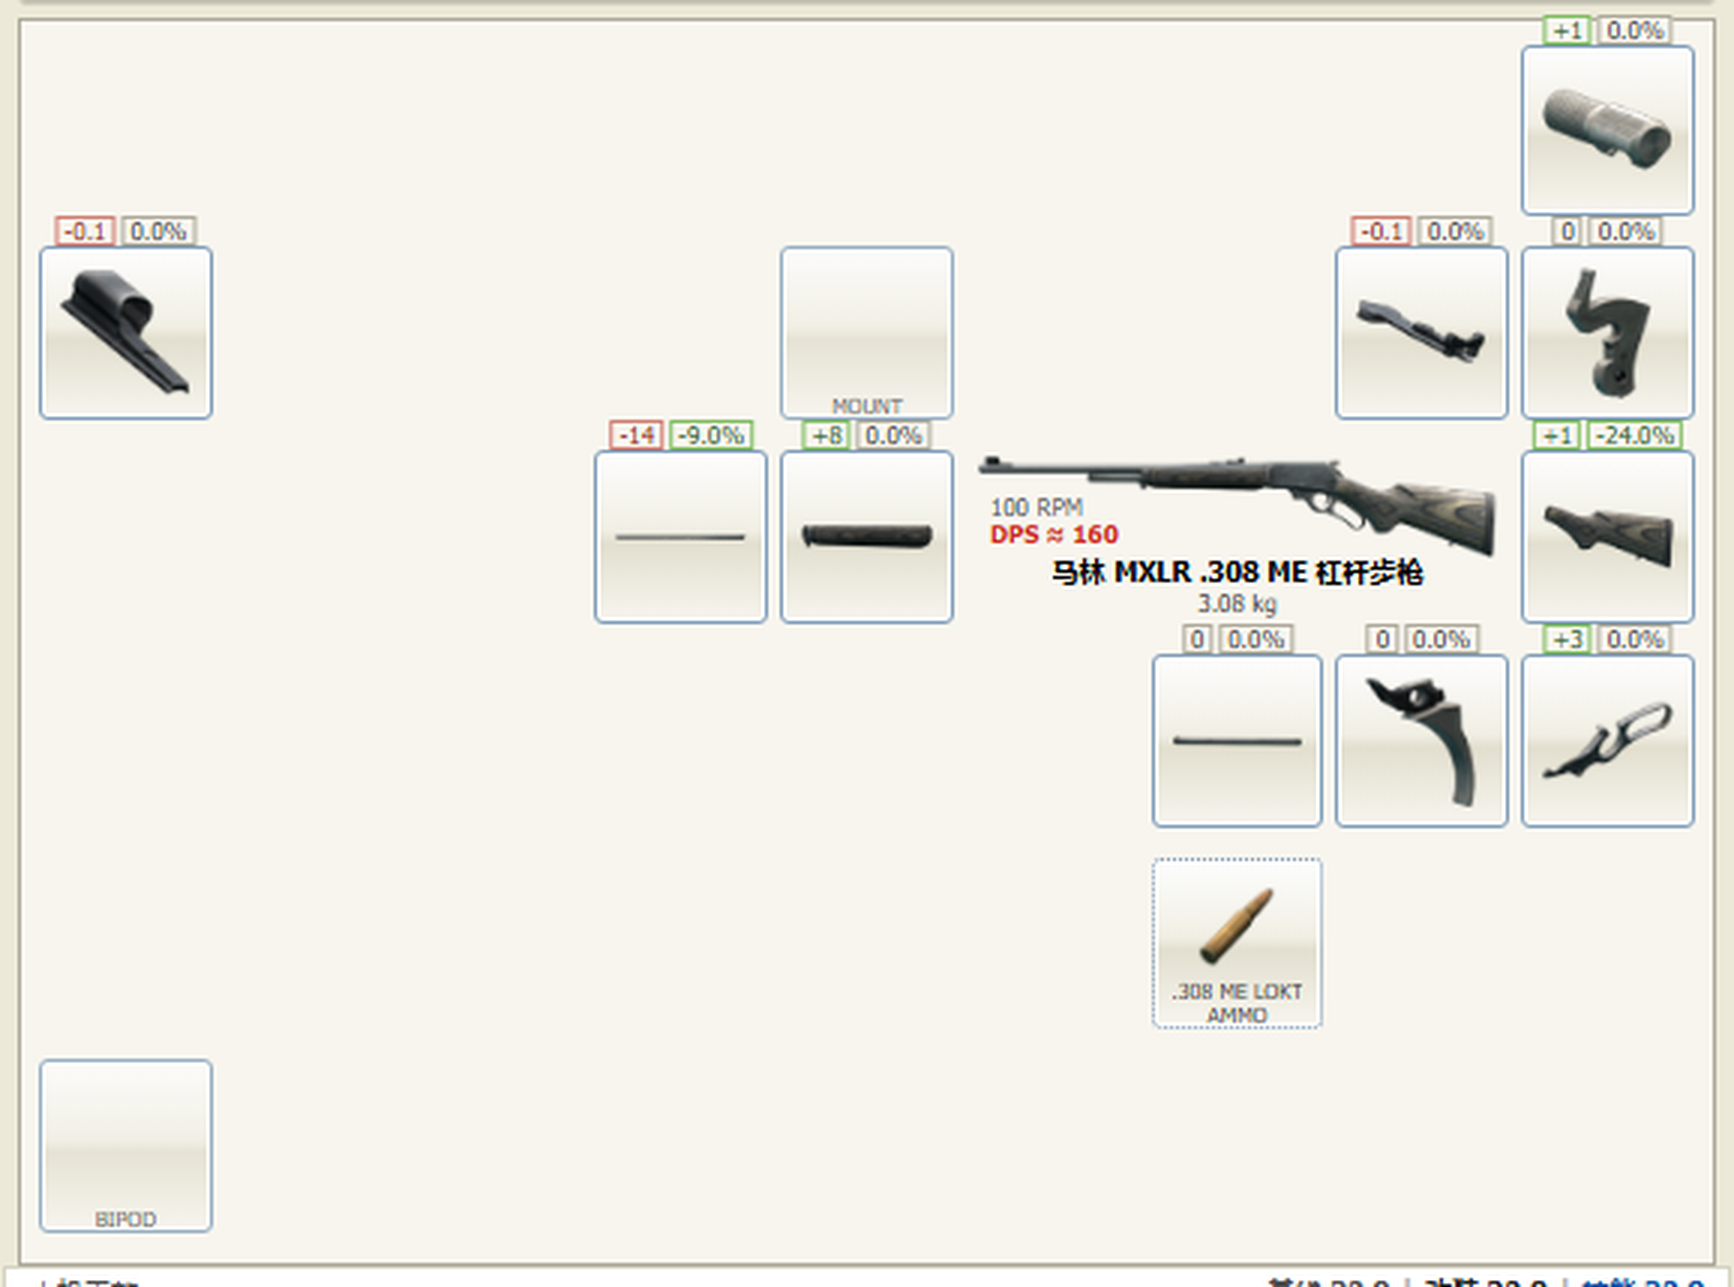 +1 0.0%
-0.1 0.0%
-0.1 0.0%
0 0.0%
MOUNT
-14 -9.0%
+8 0.0%
+1 -24.0%
100 RPM
DPS ≈ 160
马林 MXLR .308 ME 杠杆步枪
3.08 kg
0 0.0%
0 0.0%
+3 0.0%
.308 ME LOKT
AMMO
BIPOD